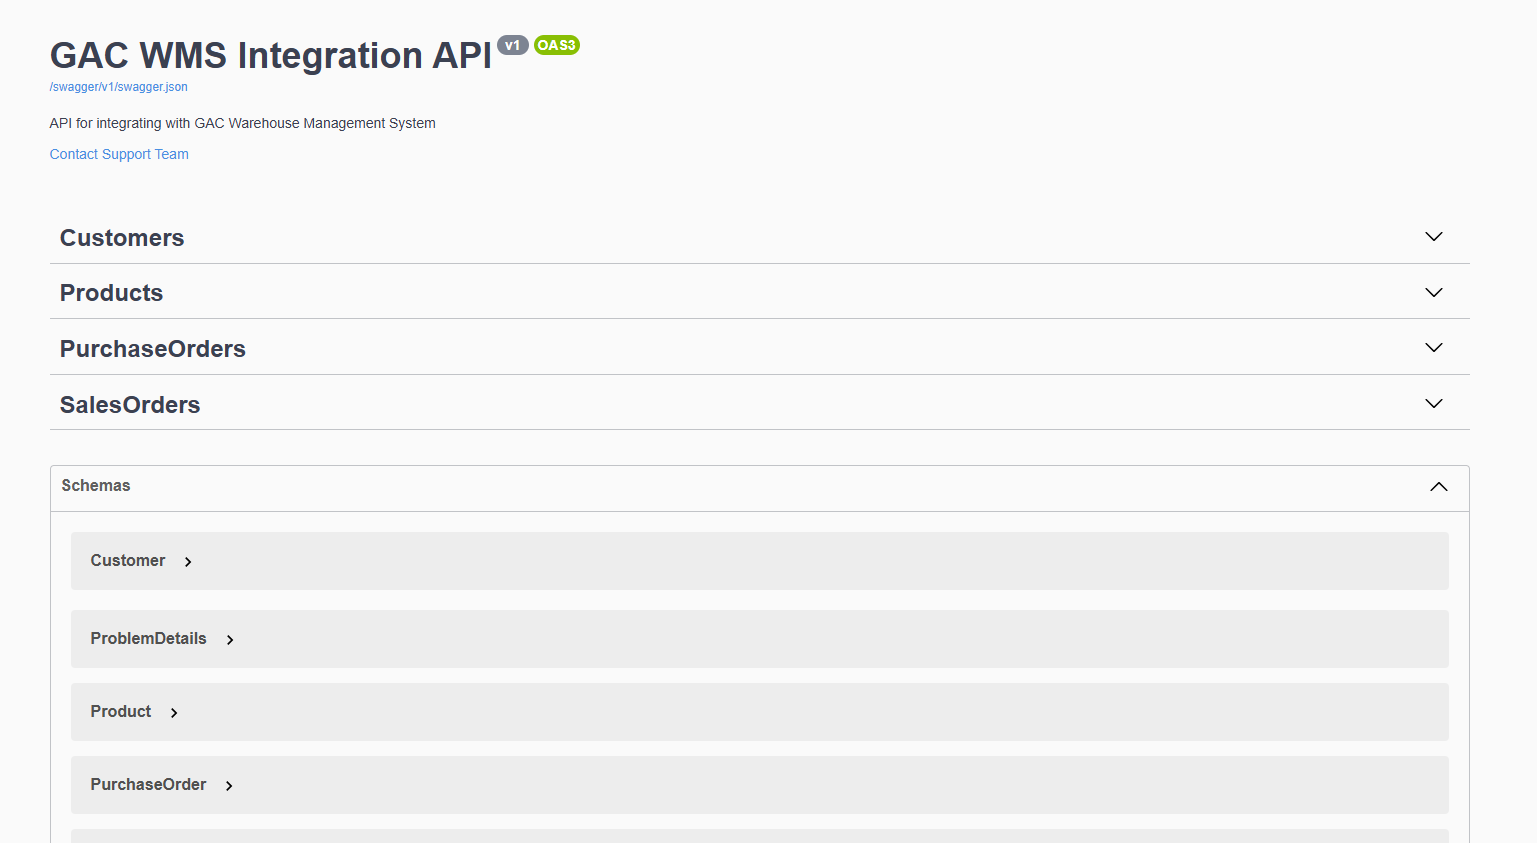 GAC WMS Integration API v1 OAS3
/swagger/v1/swagger.json
API for integrating with GAC Warehouse Management System
Contact Support Team
Customers
Products
PurchaseOrders
SalesOrders
Schemas
Customer
ProblemDetails
Product
PurchaseOrder